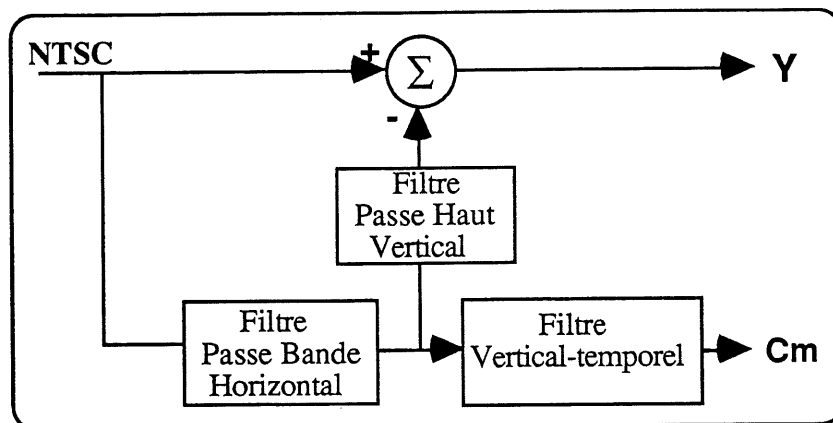 NTSC
+
Σ
Y
-
Filtre
Passe Haut
Vertical
Filtre
Passe Bande
Horizontal
Filtre
Vertical-temporel
Cm